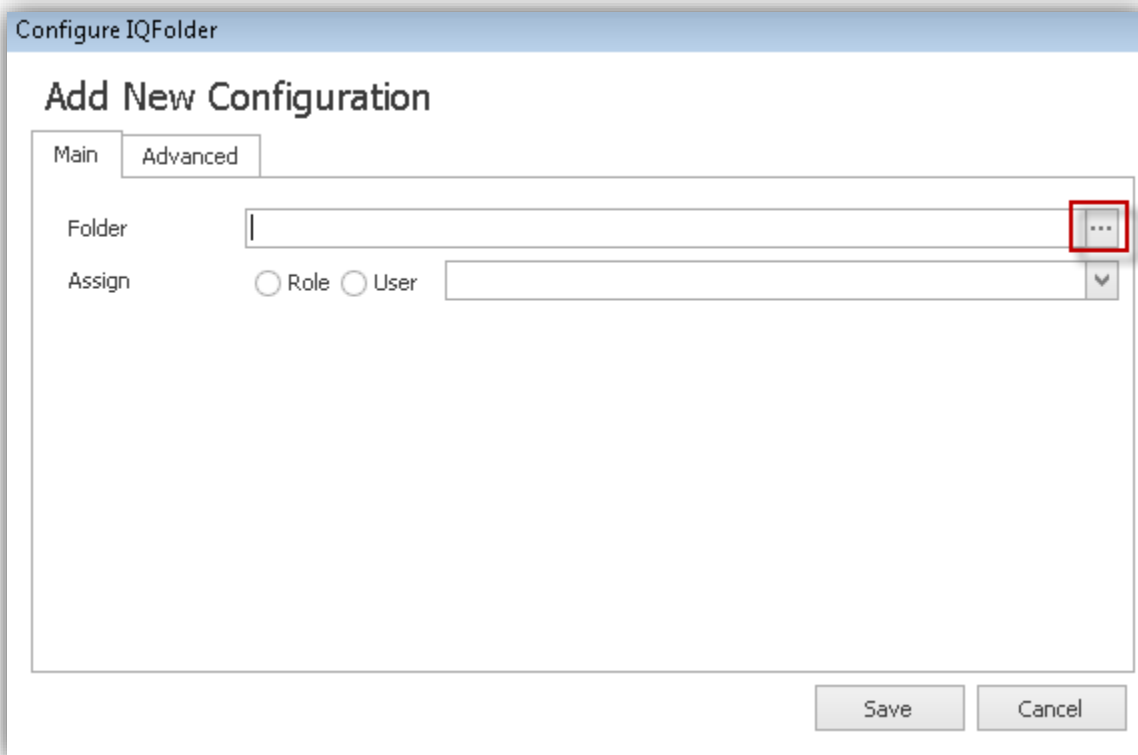 Configure IQFolder
Add New Configuration
Main Advanced
Folder ...
Assign Role User
Save Cancel